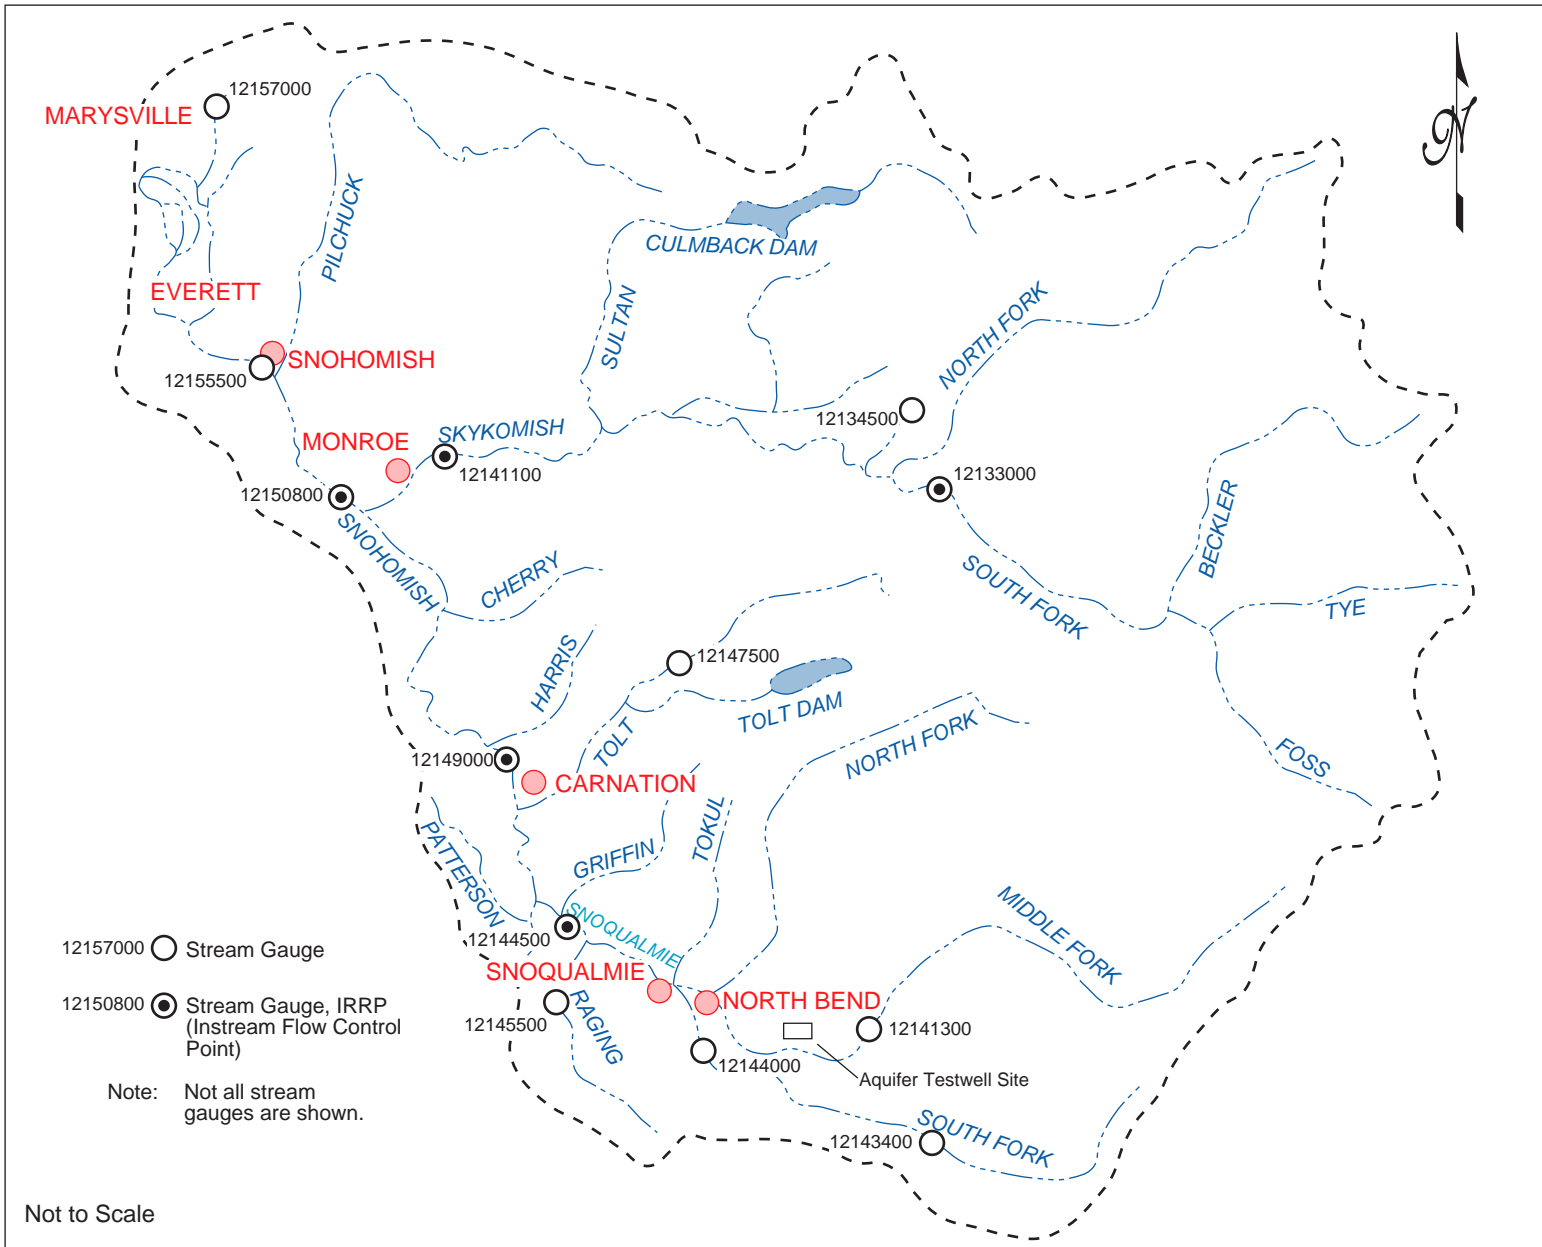 12157000
MARYSVILLE
N
PILCHUCK
CULMBACK DAM
EVERETT
SULTAN
NORTH FORK
SNOHOMISH
12155500
12134500
MONROE
SKYKOMISH
12141100
12133000
12150800
SNOHOMISH
BECKLER
CHERRY
SOUTH FORK
TYE
HARRIS
12147500
TOLT DAM
TOLT
NORTH FORK
FOSS
12149000
CARNATION
PATTERSON
GRIFFIN
TOKUL
MIDDLE FORK
SNOQUALMIE
12144500
12157000 Stream Gauge
SNOQUALMIE
NORTH BEND
12150800 Stream Gauge, IRRP
(Instream Flow Control
Point)
12145500
RAGING
12141300
12144000
Aquifer Testwell Site
Note: Not all stream
gauges are shown.
SOUTH FORK
12143400
Not to Scale